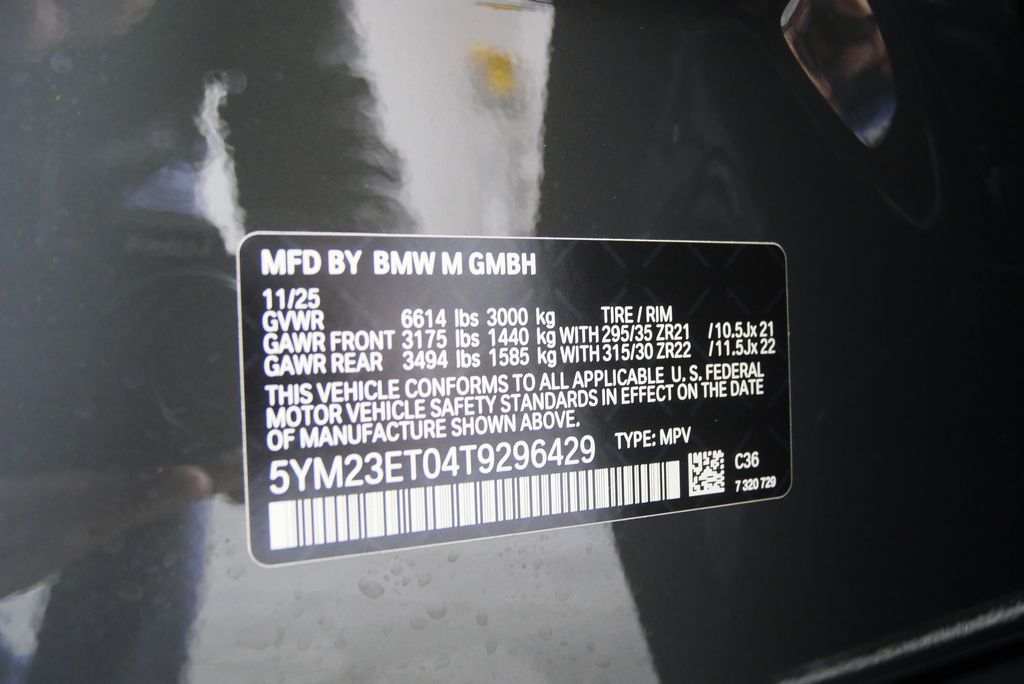 MFD BY BMW M GMBH
11/25
GVWR 6614 lbs 3000 kg TIRE / RIM
GAWR FRONT 3175 lbs 1440 kg WITH 295/35 ZR21 /10.5Jx 21
GAWR REAR 3494 lbs 1585 kg WITH 315/30 ZR22 /11.5Jx 22
THIS VEHICLE CONFORMS TO ALL APPLICABLE U. S. FEDERAL
MOTOR VEHICLE SAFETY STANDARDS IN EFFECT ON THE DATE
OF MANUFACTURE SHOWN ABOVE.
5YM23ET04T9296429 TYPE: MPV
C36
7 320 729